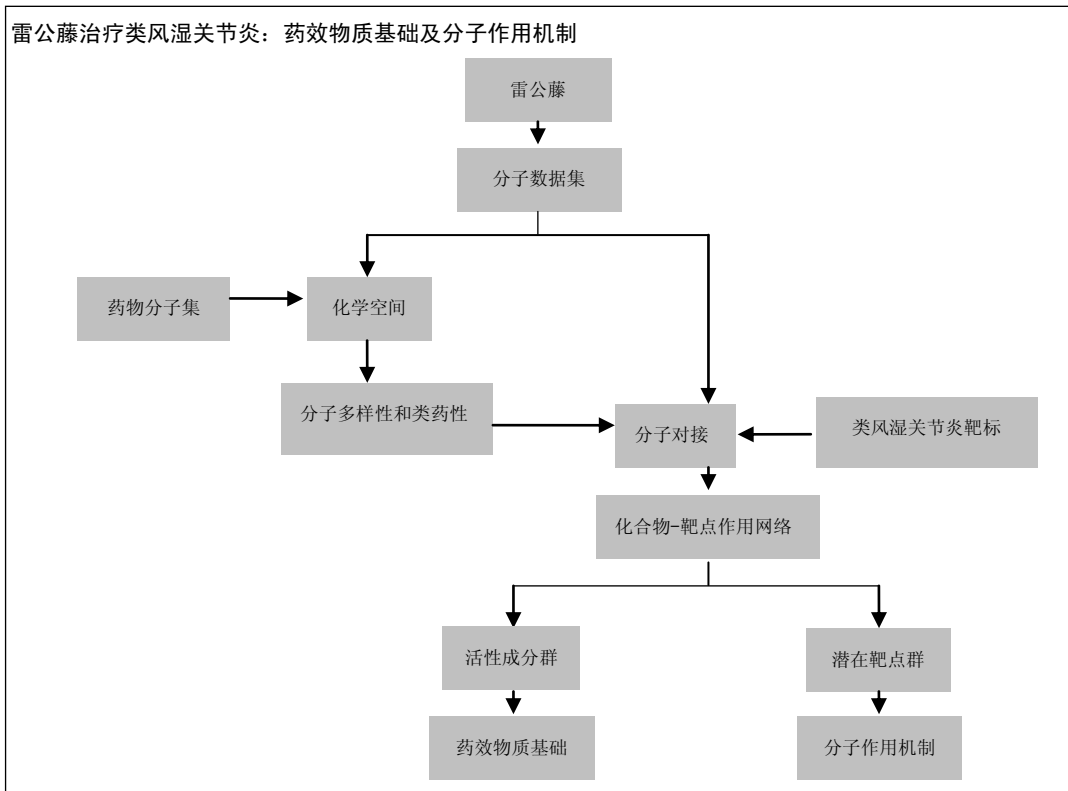 雷公藤治疗类风湿关节炎：药效物质基础及分子作用机制
雷公藤
分子数据集
药物分子集
化学空间
分子多样性和类药性
分子对接
类风湿关节炎靶标
化合物-靶点作用网络
活性成分群
潜在靶点群
药效物质基础
分子作用机制